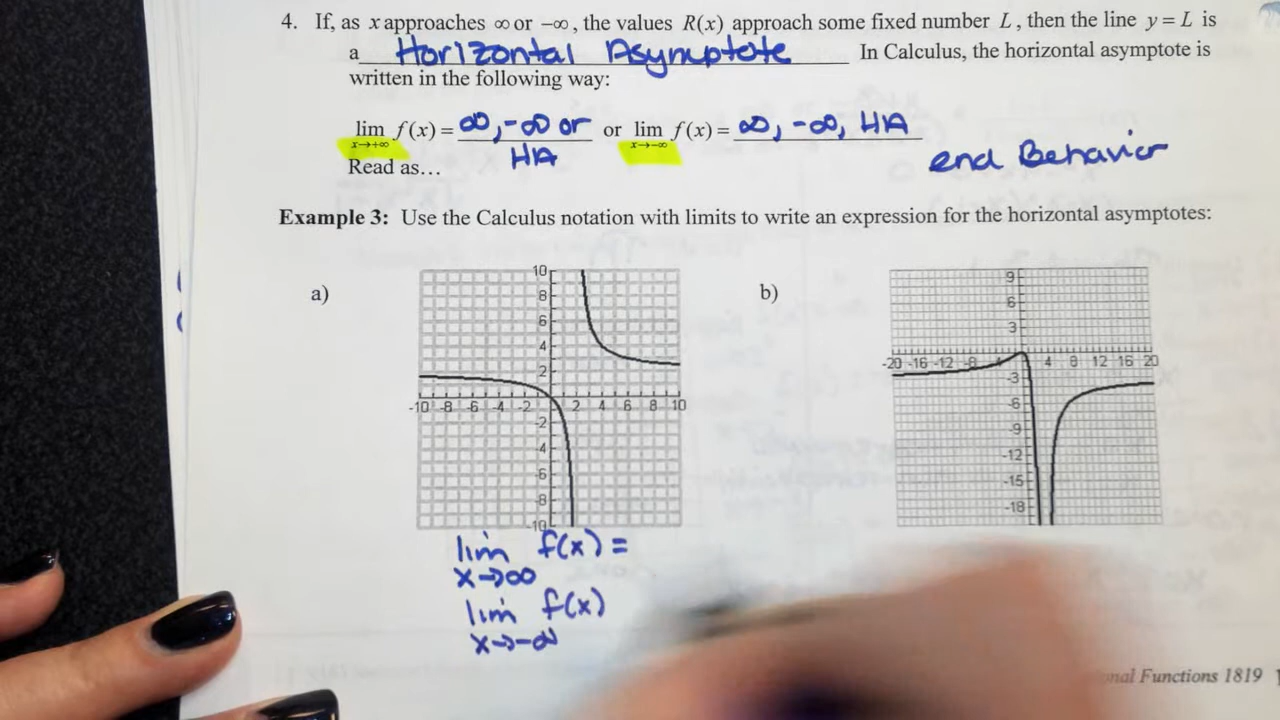 4. If, as x approaches ∞ or −∞, the values R(x) approach some fixed number L, then the line y = L is
a Horizontal Asymptote In Calculus, the horizontal asymptote is
written in the following way:
lim f(x) = ∞, -∞ or or lim f(x) = ∞, -∞, HA
x→+∞ HA x→−∞
Read as… end Behavior
Example 3: Use the Calculus notation with limits to write an expression for the horizontal asymptotes:
a)
10
8
6
4
2
-10 -8 -6 -4 -2 2 4 6 8 10
-2
-4
-6
-8
-10
b)
9
6
3
-20 -16 -12 -8 4 8 12 16 20
-3
-6
-9
-12
-15
-18
lim f(x) =
x→∞
lim f(x)
x→-∞
Functions 1819